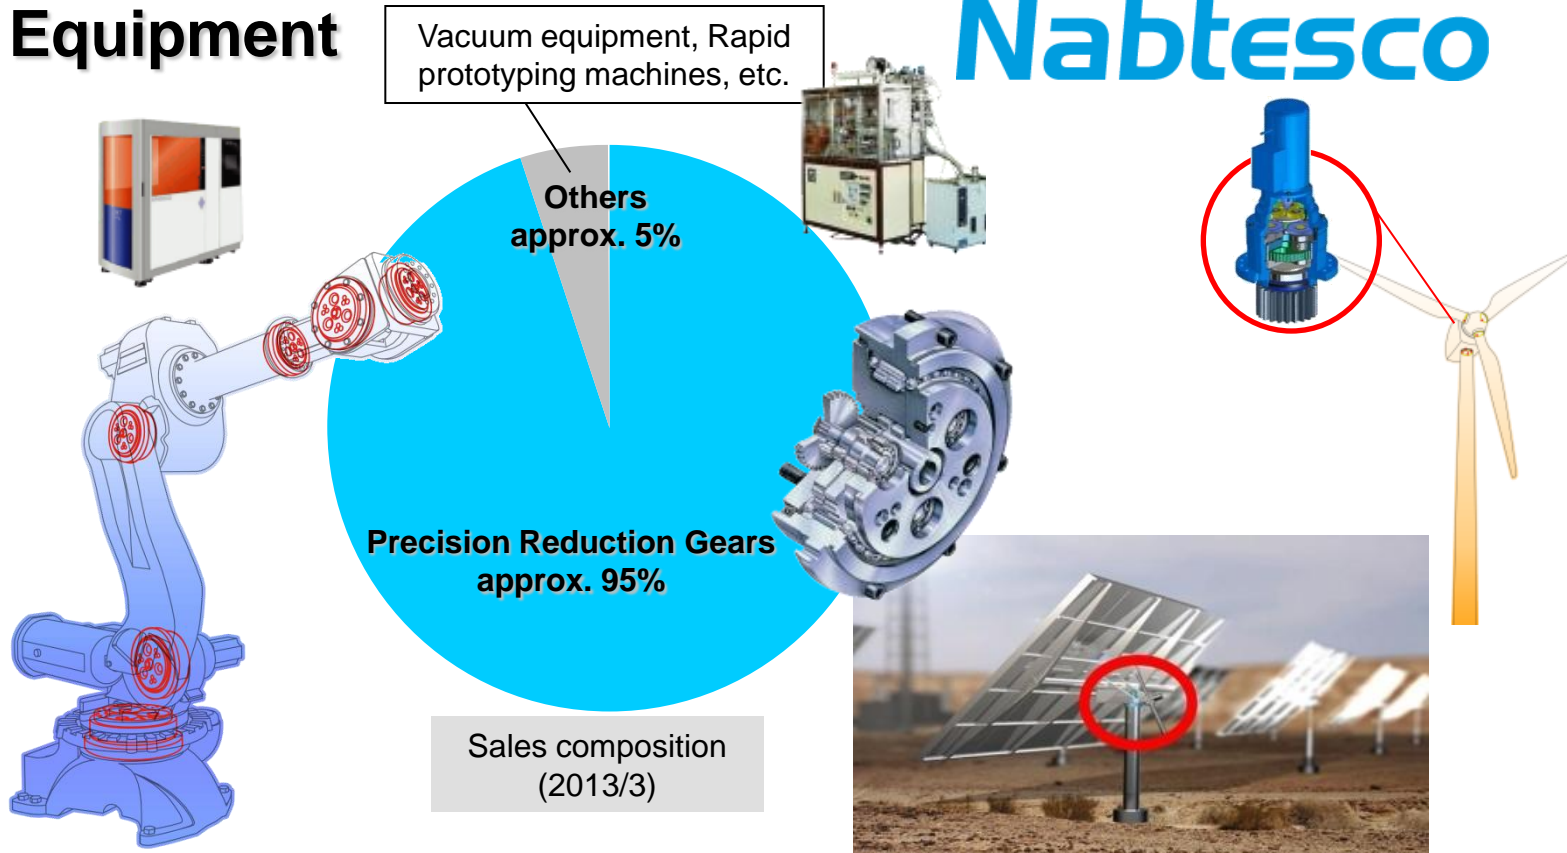 Equipment
Vacuum equipment, Rapid
prototyping machines, etc.
Nabtesco
Others
approx. 5%
Precision Reduction Gears
approx. 95%
Sales composition
(2013/3)